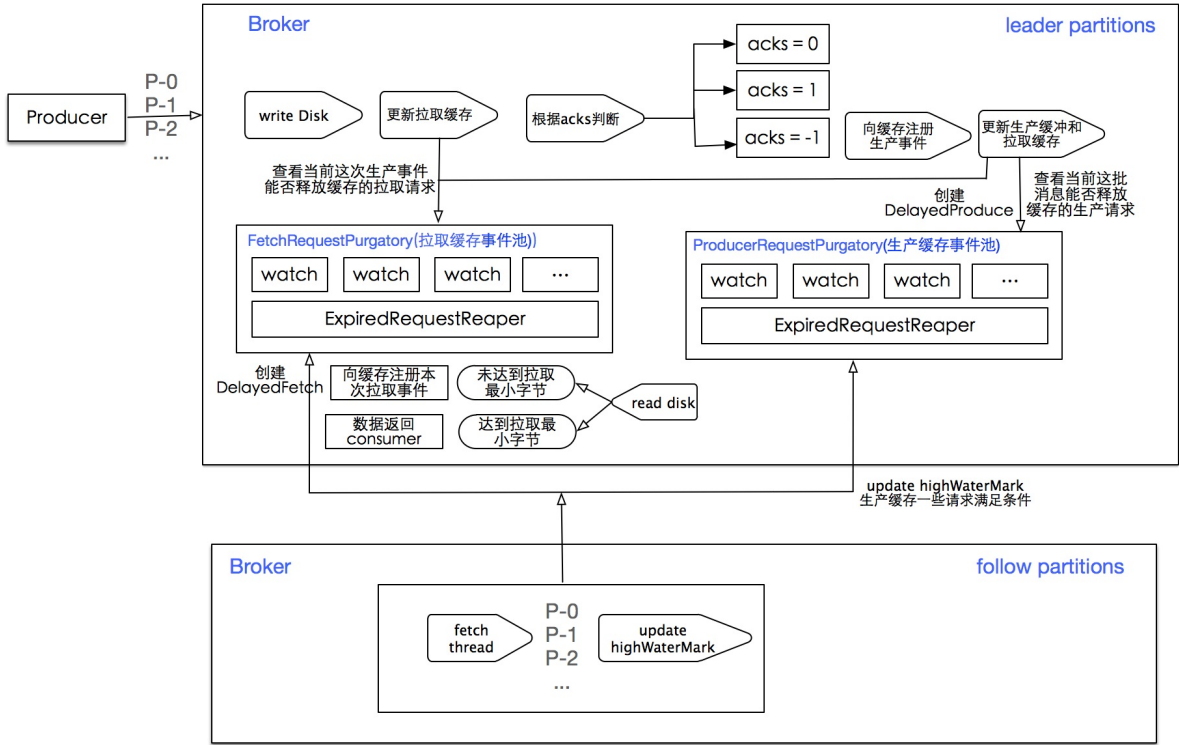 Broker
leader partitions
Producer
P-0
P-1
P-2
...
write Disk
更新拉取缓存
根据acks判断
acks = 0
acks = 1
acks = -1
向缓存注册
生产事件
更新生产缓冲和
拉取缓存
查看当前这次生产事件
能否释放缓存的拉取请求
创建
DelayedProduce
查看当前这批
消息能否释放
缓存的生产请求
FetchRequestPurgatory(拉取缓存事件池))
watch
watch
watch
...
ExpiredRequestReaper
ProducerRequestPurgatory(生产缓存事件池)
watch
watch
watch
...
ExpiredRequestReaper
创建
DelayedFetch
向缓存注册本
次拉取事件
未达到拉取
最小字节
read disk
数据返回
consumer
达到拉取最
小字节
update highWaterMark
生产缓存一些请求满足条件
Broker
follow partitions
fetch
thread
P-0
P-1
P-2
...
update
highWaterMark